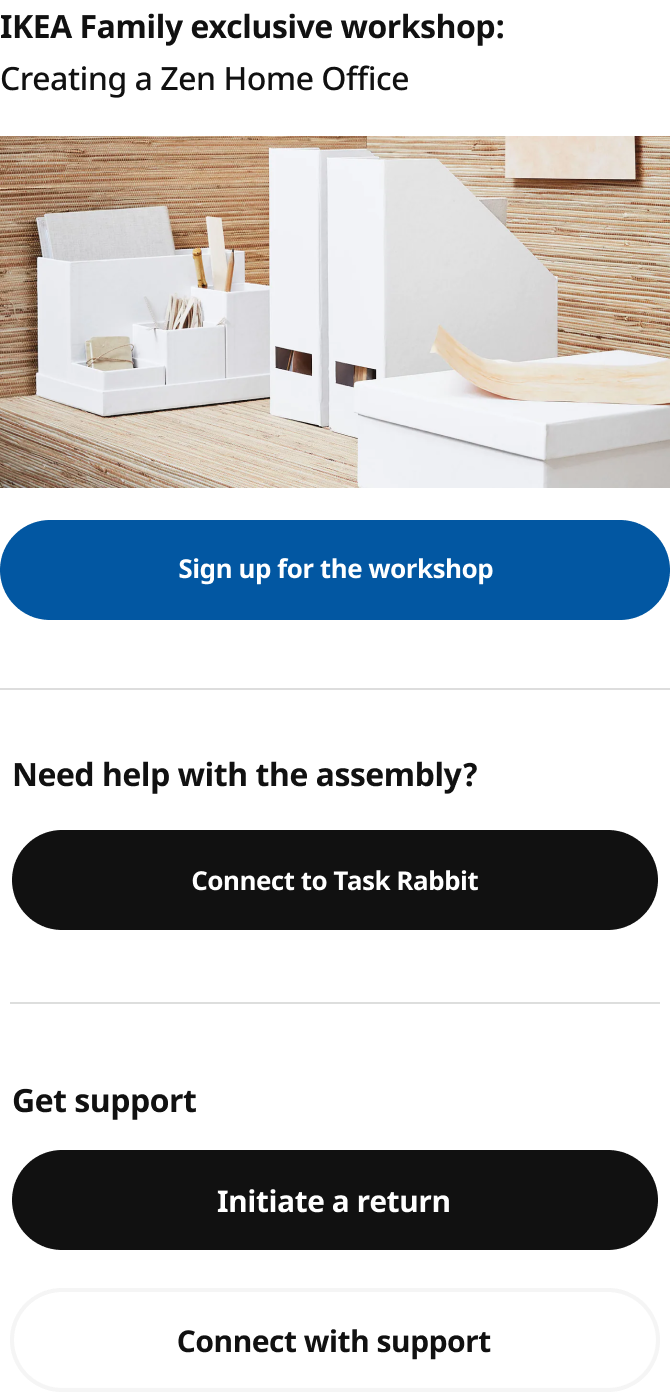 IKEA Family exclusive workshop:
Creating a Zen Home Office
Sign up for the workshop
Need help with the assembly?
Connect to Task Rabbit
Get support
Initiate a return
Connect with support